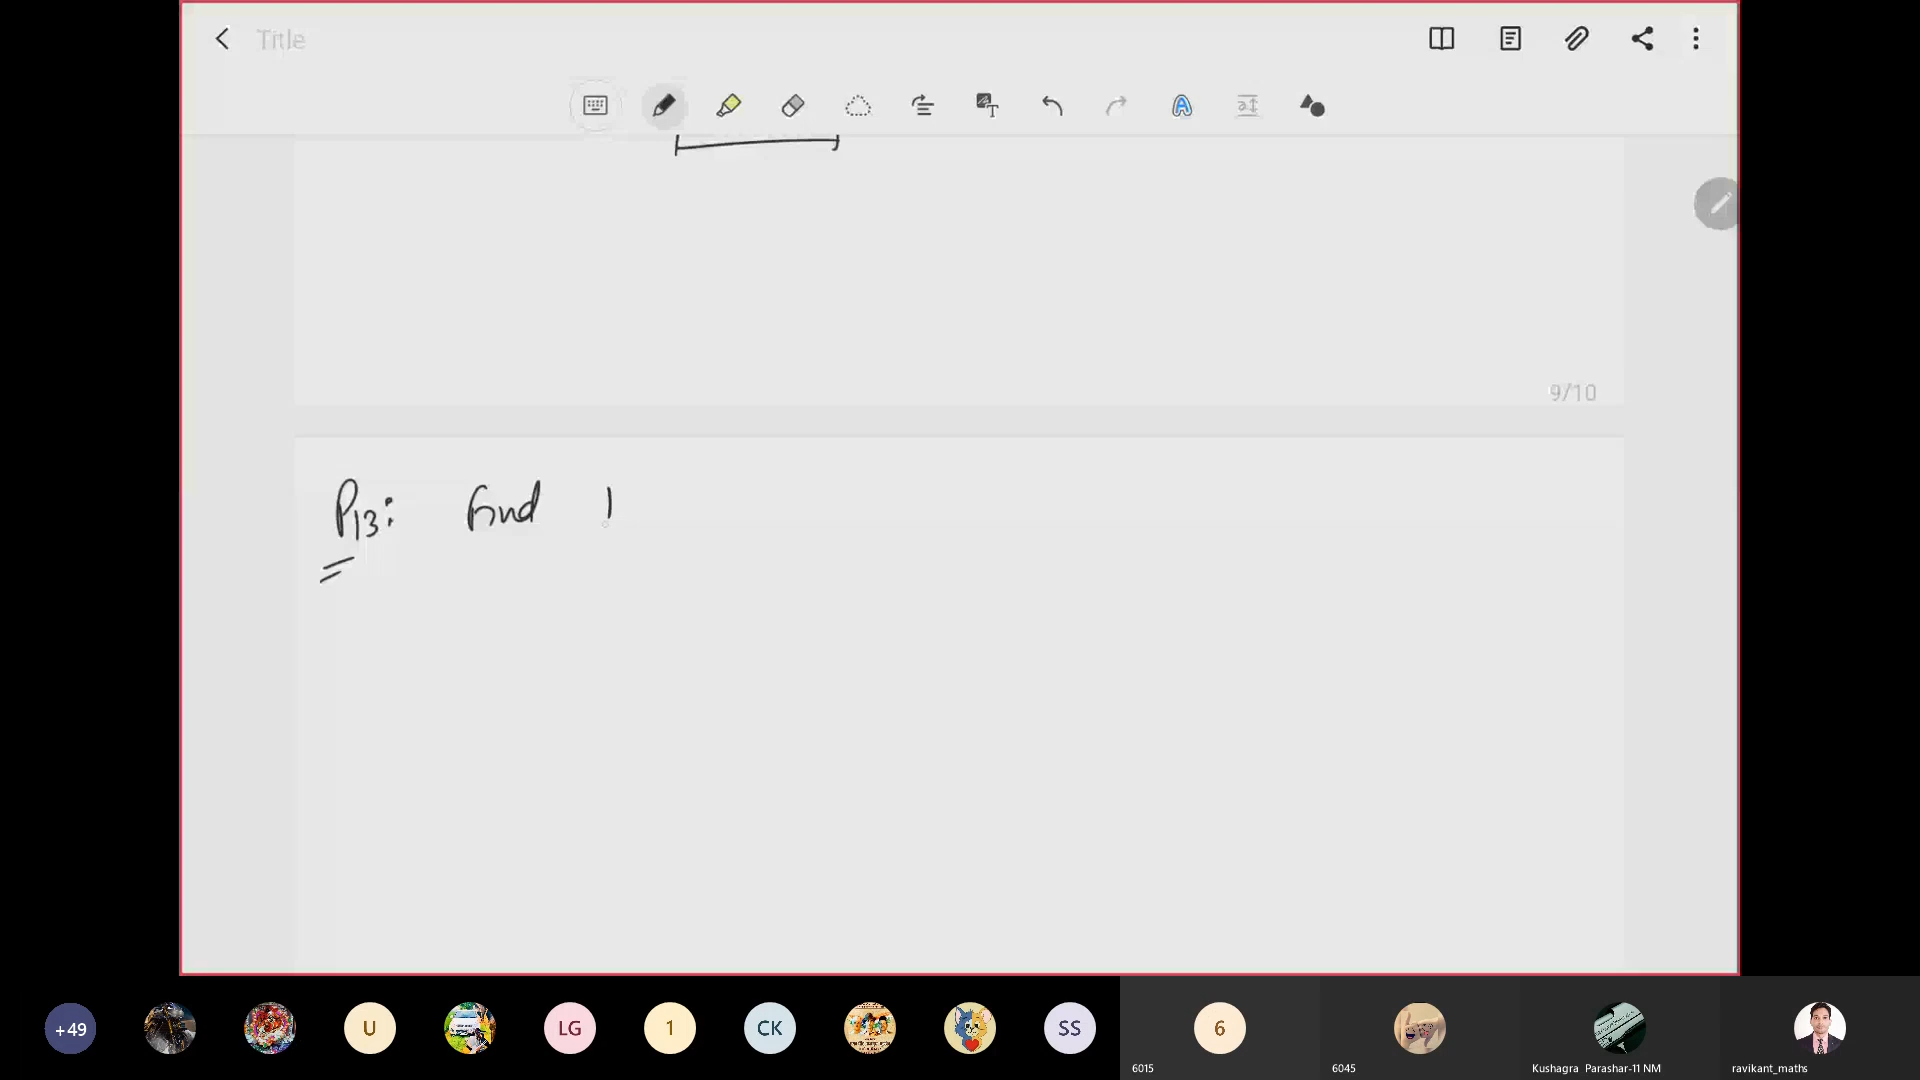 Title
9/10
P13: find
+49
U
LG
1
CK
SS
6
6015
6045
Kushagra Parashar-11 NM
ravikant_maths